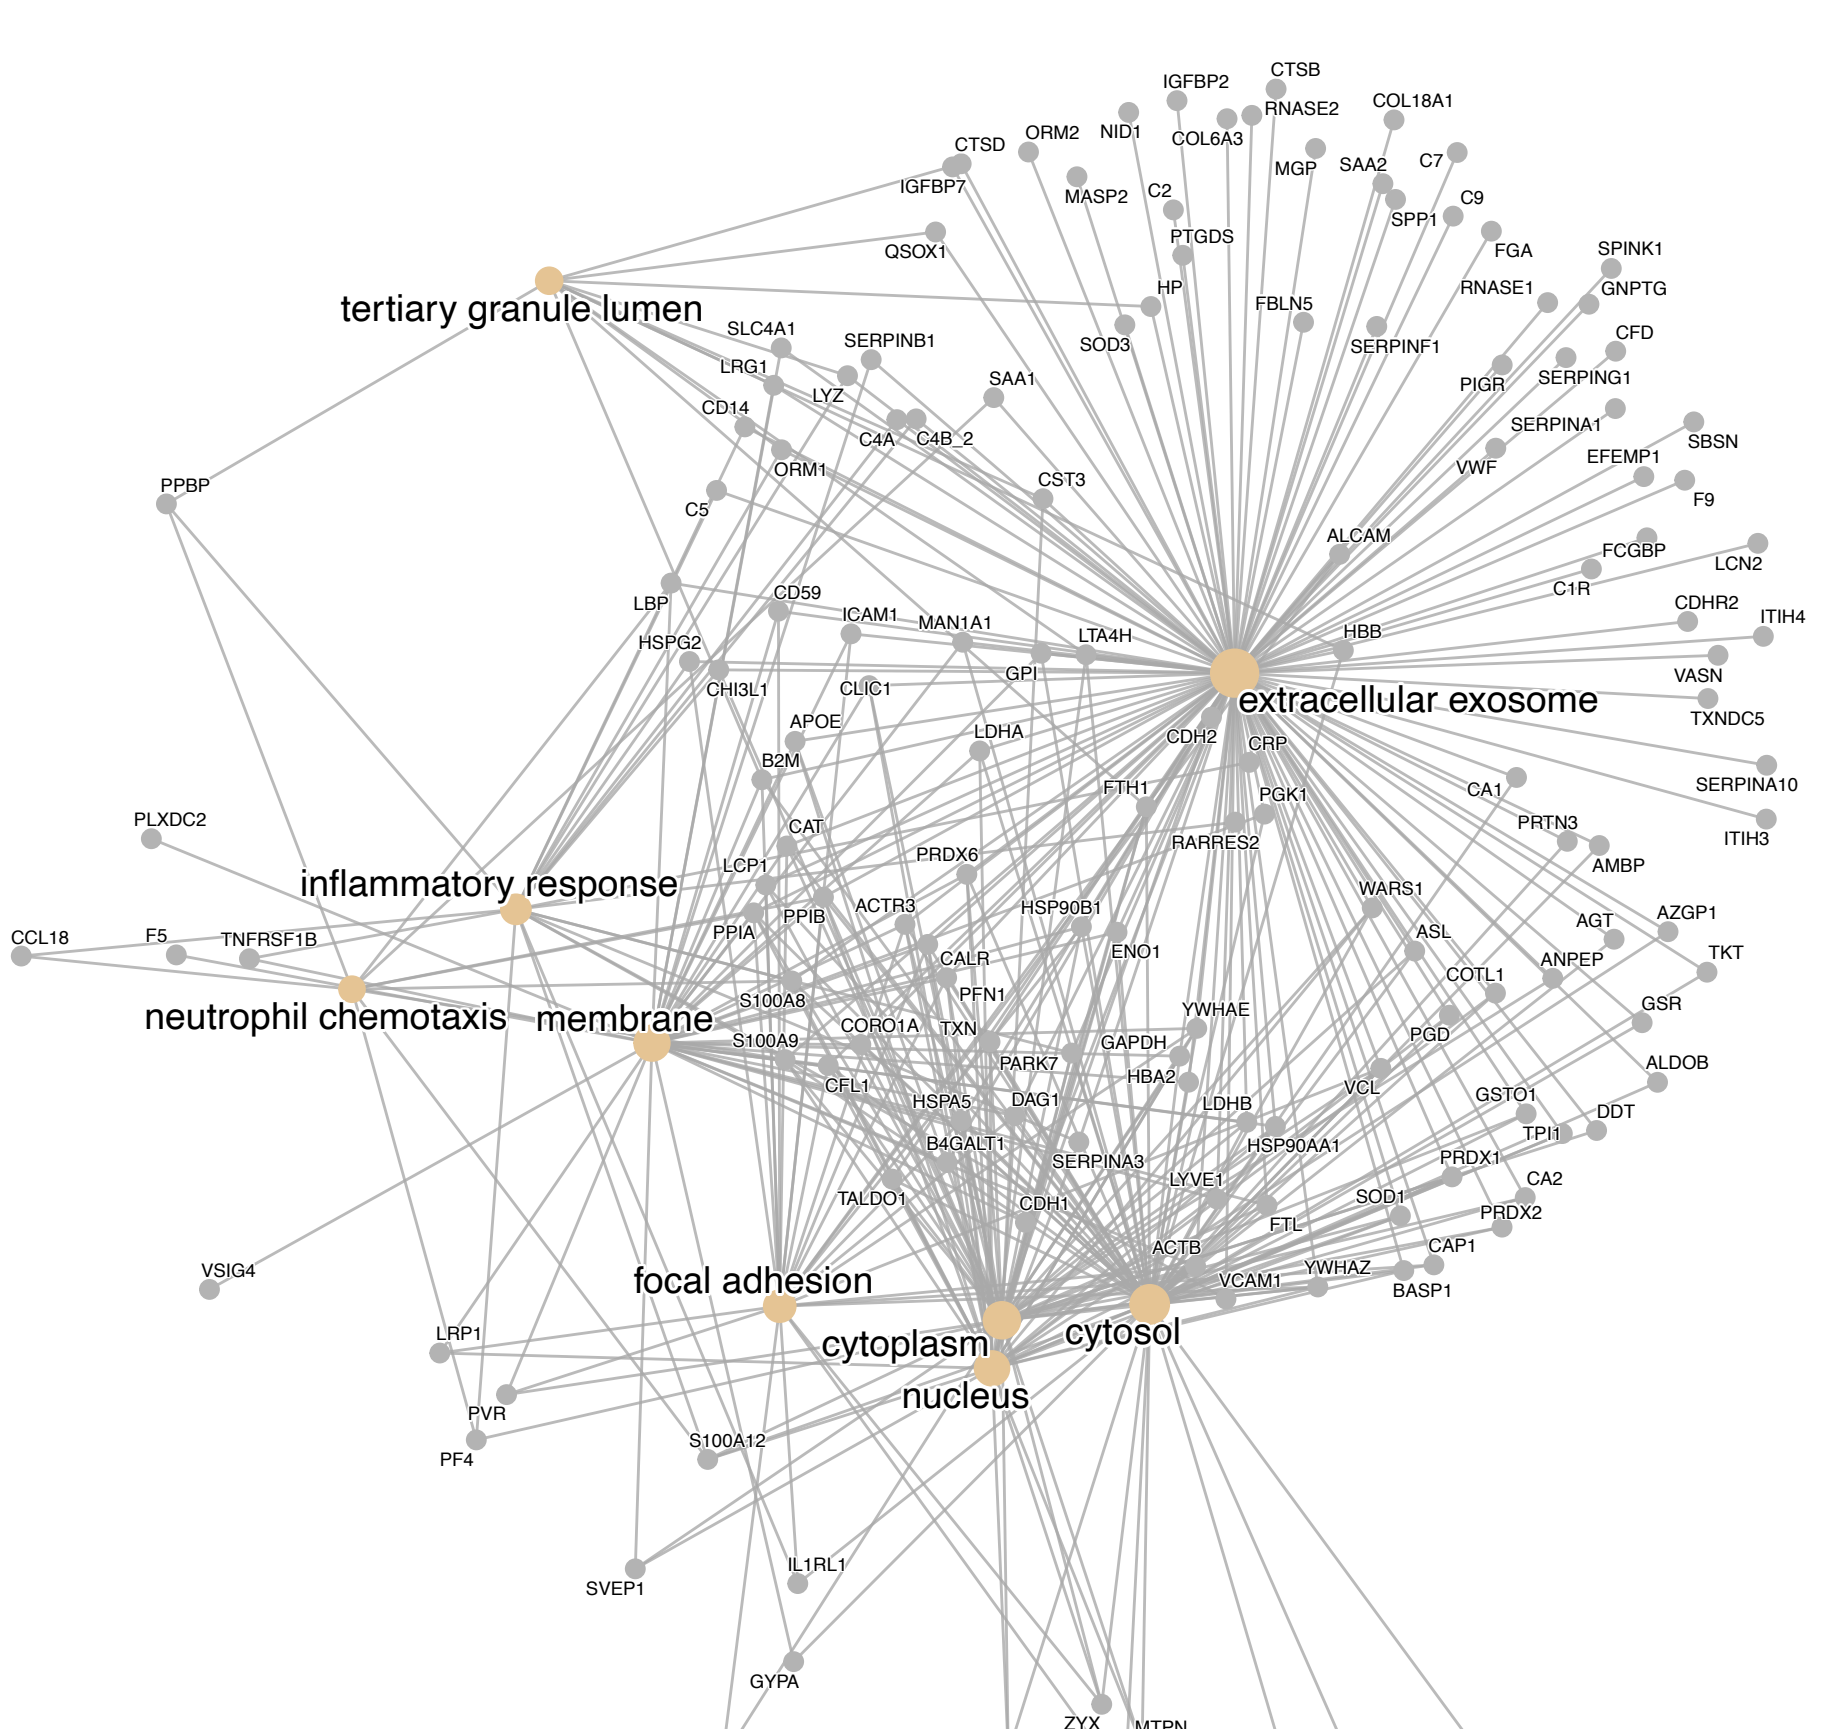 CTSB
IGFBP2
COL18A1
RNASE2
NID1
COL6A3
ORM2
CTSD
C7
SAA2
MGP
IGFBP7
MASP2
C2
C9
SPP1
PTGDS
QSOX1
FGA
SPINK1
HP
RNASE1
GNPTG
FBLN5
tertiary granule lumen
SLC4A1
SERPINB1
SOD3
SERPINF1
CFD
LRG1
SAA1
PIGR
SERPING1
LYZ
CD14
C4A
C4B_2
SERPINA1
SBSN
ORM1
VWF
EFEMP1
CST3
PPBP
F9
C5
ALCAM
FCGBP
LCN2
C1R
CD59
LBP
CDHR2
ITIH4
ICAM1
MAN1A1
LTA4H
HBB
HSPG2
GPI
VASN
CHI3L1
CLIC1
extracellular exosome
TXNDC5
APOE
LDHA
CDH2
CRP
B2M
FTH1
PGK1
CA1
SERPINA10
PLXDC2
CAT
PRTN3
RARRES2
ITIH3
LCP1
PRDX6
AMBP
inflammatory response
WARS1
PPIB
ACTR3
HSP90B1
AZGP1
PPIA
AGT
CCL18
F5
TNFRSF1B
ASL
ENO1
TKT
CALR
ANPEP
COTL1
PFN1
S100A8
GSR
neutrophil chemotaxis
membrane
YWHAE
CORO1A
TXN
PGD
S100A9
GAPDH
PARK7
ALDOB
HBA2
CFL1
VCL
GSTO1
HSPA5
DAG1
LDHB
DDT
TPI1
B4GALT1
HSP90AA1
SERPINA3
PRDX1
LYVE1
CA2
TALDO1
SOD1
CDH1
PRDX2
FTL
ACTB
CAP1
VSIG4
focal adhesion
VCAM1
YWHAZ
BASP1
LRP1
cytoplasm
cytosol
nucleus
PVR
S100A12
PF4
IL1RL1
SVEP1
GYPA
ZYX
MTPN